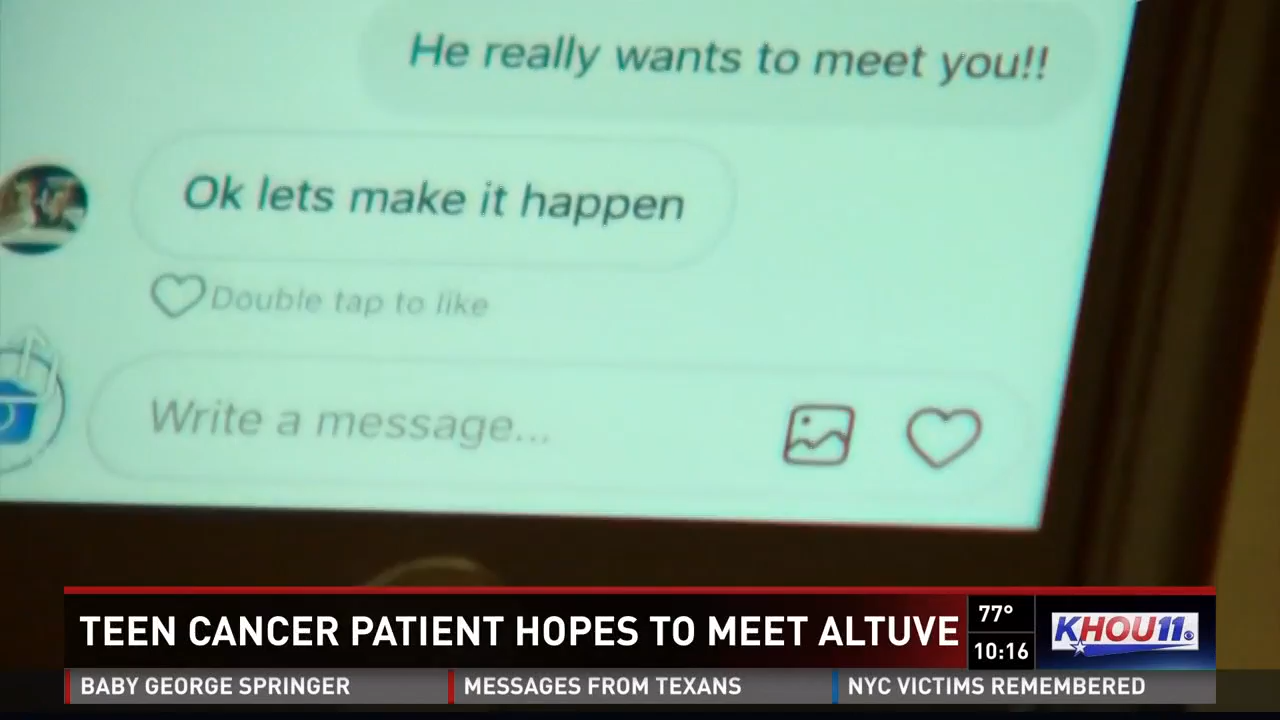 He really wants to meet you!!
Ok lets make it happen
Double tap to like
Write a message...
TEEN CANCER PATIENT HOPES TO MEET ALTUVE
77°
10:16
KHOU11
BABY GEORGE SPRINGER
MESSAGES FROM TEXANS
NYC VICTIMS REMEMBERED